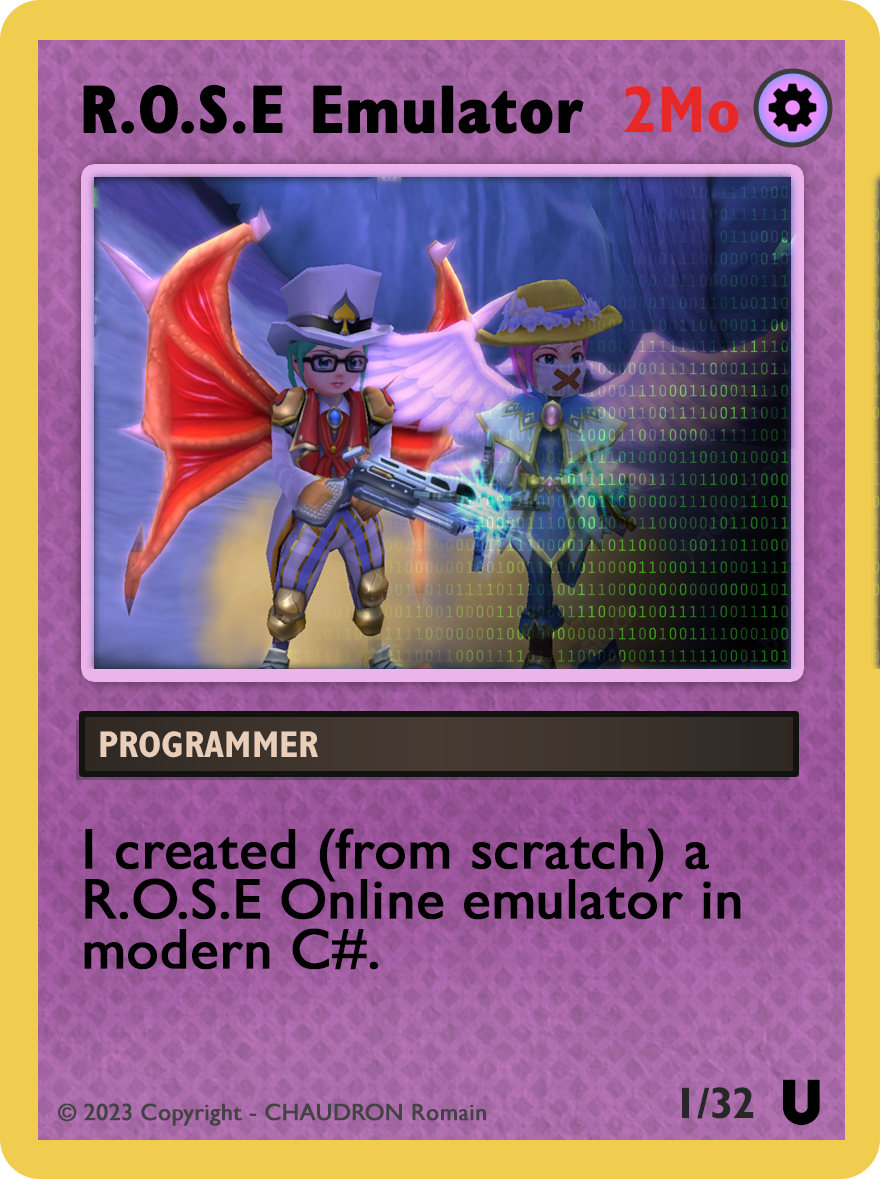 R.O.S.E Emulator 2Mo
PROGRAMMER
I created (from scratch) a
R.O.S.E Online emulator in
modern C#.
© 2023 Copyright - CHAUDRON Romain
1/32 U